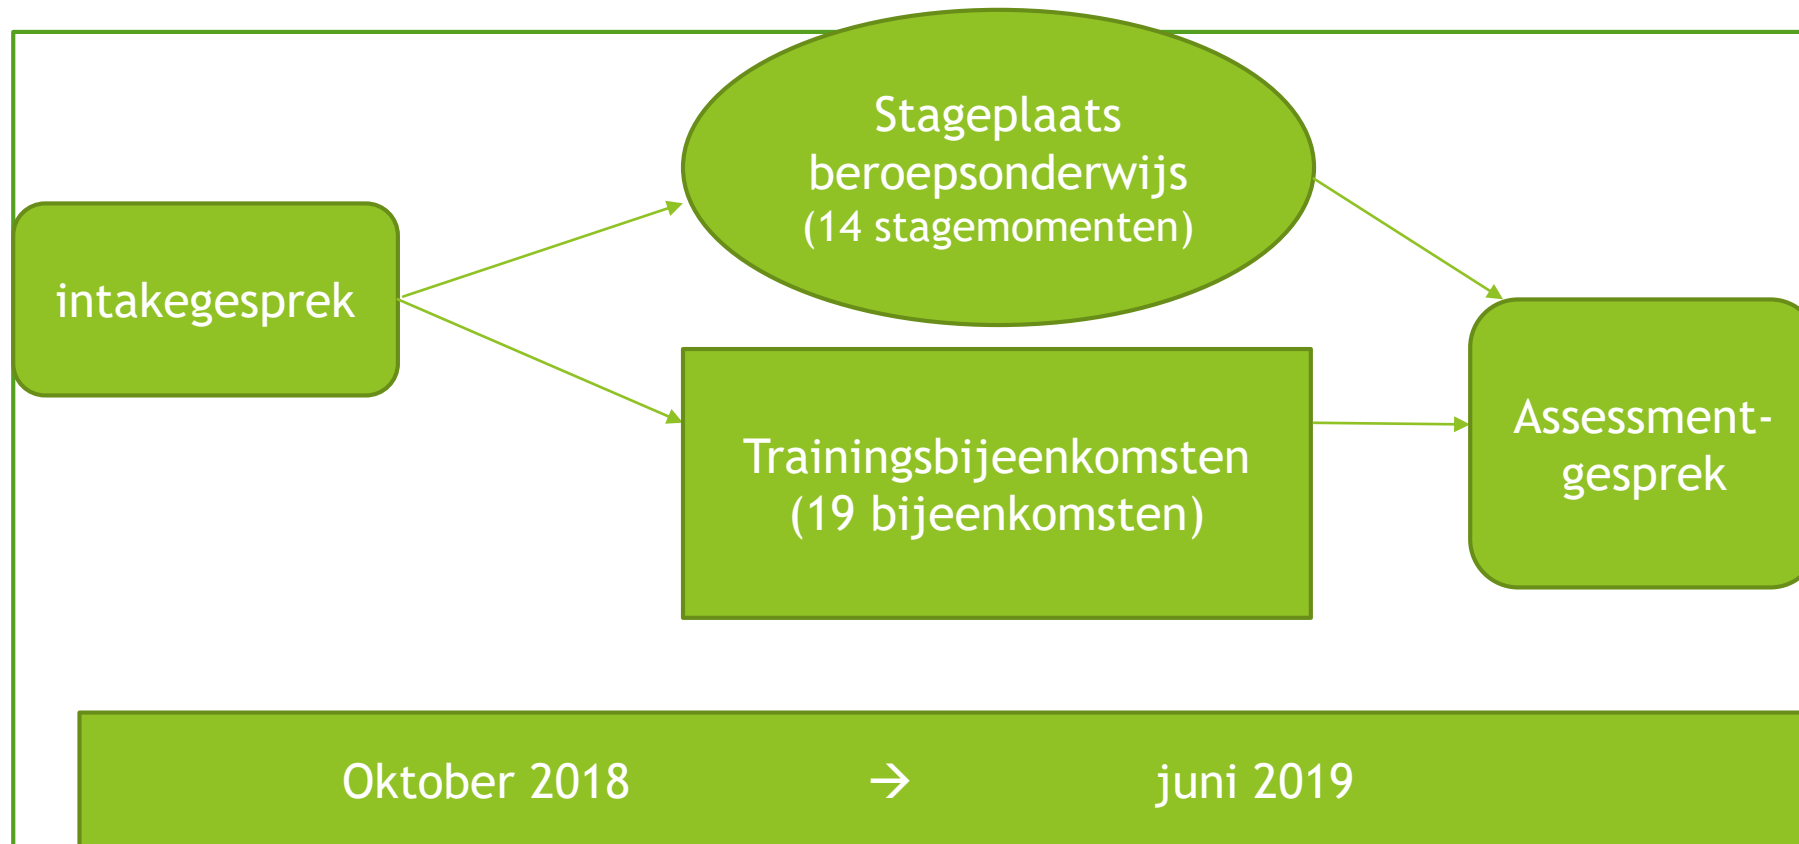 intakegesprek
Stageplaats
beroepsonderwijs
(14 stagemomenten)
Trainingsbijeenkomsten
(19 bijeenkomsten)
Assessment-
gesprek
Oktober 2018 → juni 2019